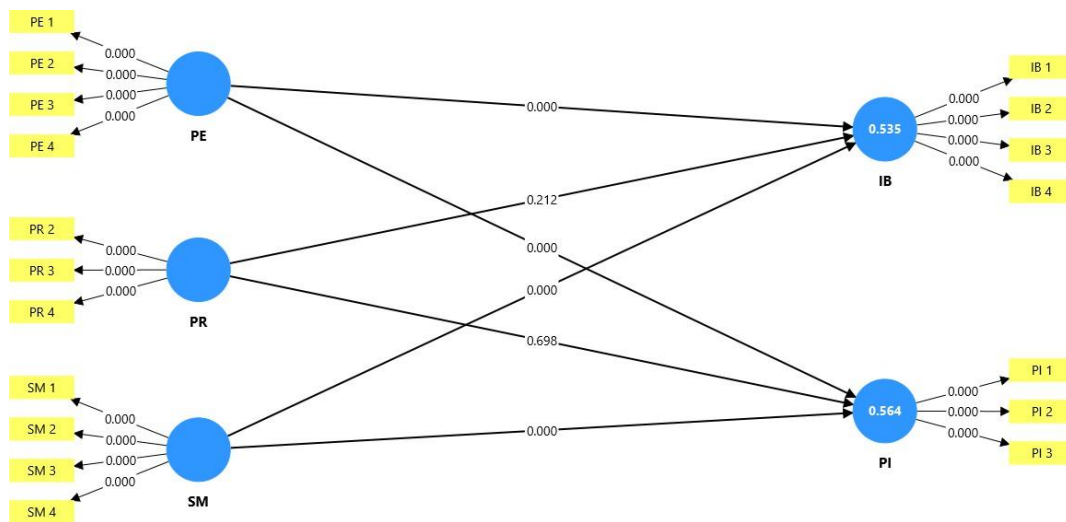 PE 1
0.000
PE 2
0.000
PE 3
0.000
PE 4
0.000
PE
PR 2
0.000
PR 3
0.000
PR 4
0.000
PR
SM 1
0.000
SM 2
0.000
SM 3
0.000
SM 4
0.000
SM
0.000
0.212
0.000
0.000
0.698
0.000
0.535
IB
0.000
IB 1
0.000
IB 2
0.000
IB 3
0.000
IB 4
0.564
PI
0.000
PI 1
0.000
PI 2
0.000
PI 3